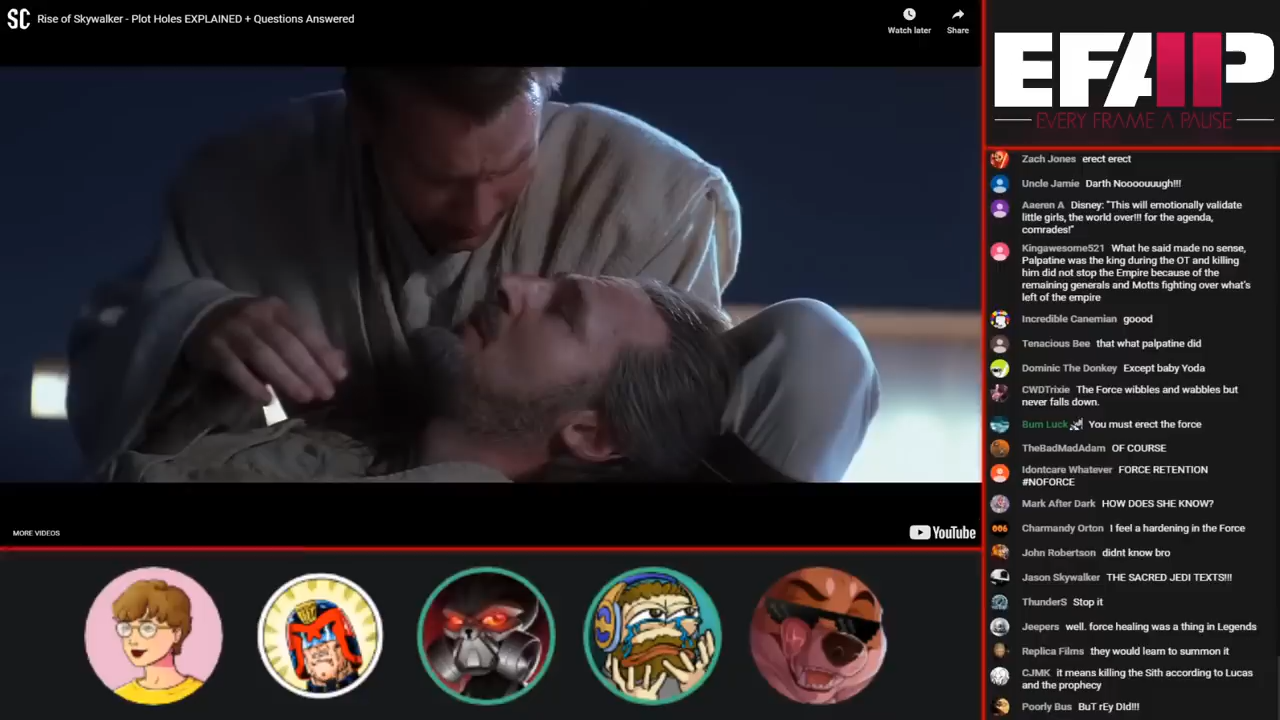 SC Rise of Skywalker - Plot Holes EXPLAINED + Questions Answered
Watch later
Share
MORE VIDEOS
YouTube
EFAP
EVERY FRAME A PAUSE
Zach Jones erect erect
Uncle Jamie Darth Noooouuugh!!!
Aaeren A Disney: "This will emotionally validate
little girls, the world over!!! for the agenda,
comrades!"
Kingawesome521 What he said made no sense,
Palpatine was the king during the OT and killing
him did not stop the Empire because of the
remaining generals and Motts fighting over what's
left of the empire
Incredible Canemian goood
Tenacious Bee that what palpatine did
Dominic The Donkey Except baby Yoda
CWDTrixie The Force wibbles and wabbles but
never falls down.
Bum Luck You must erect the force
TheBadMadAdam OF COURSE
Idontcare Whatever FORCE RETENTION
#NOFORCE
Mark After Dark HOW DOES SHE KNOW?
Charmandy Orton I feel a hardening in the Force
John Robertson didnt know bro
Jason Skywalker THE SACRED JEDI TEXTS!!!
ThunderS Stop it
Jeepers well. force healing was a thing in Legends
Replica Films they would learn to summon it
CJMK it means killing the Sith according to Lucas
and the prophecy
Poorly Bus BuT rEy DId!!!